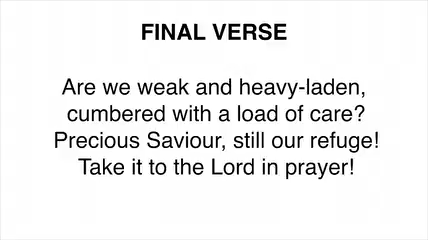 FINAL VERSE
Are we weak and heavy-laden,
cumbered with a load of care?
Precious Saviour, still our refuge!
Take it to the Lord in prayer!